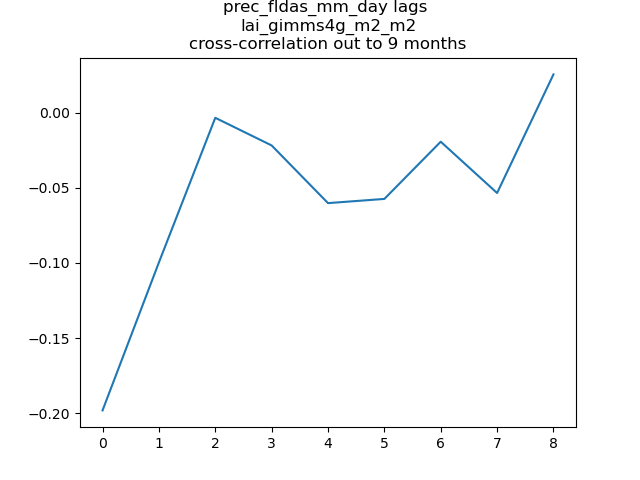 prec_fldas_mm_day lags
lai_gimms4g_m2_m2
cross-correlation out to 9 months
0.00
−0.05
−0.10
−0.15
−0.20
0 1 2 3 4 5 6 7 8